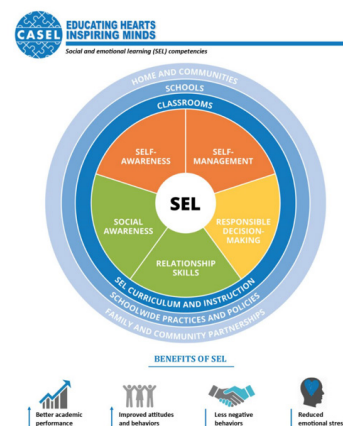 CASEL
EDUCATING HEARTS
INSPIRING MINDS
Social and emotional learning (SEL) competencies
HOME AND COMMUNITIES
SCHOOLS
CLASSROOMS
SELF-
AWARENESS
SELF-
MANAGEMENT
SEL
SOCIAL
AWARENESS
RESPONSIBLE
DECISION-
MAKING
RELATIONSHIP
SKILLS
SEL CURRICULUM AND INSTRUCTION
SCHOOLWIDE PRACTICES AND POLICIES
FAMILY AND COMMUNITY PARTNERSHIPS
BENEFITS OF SEL
Better academic
performance
Improved attitudes
and behaviors
Less negative
behaviors
Reduced
emotional stres